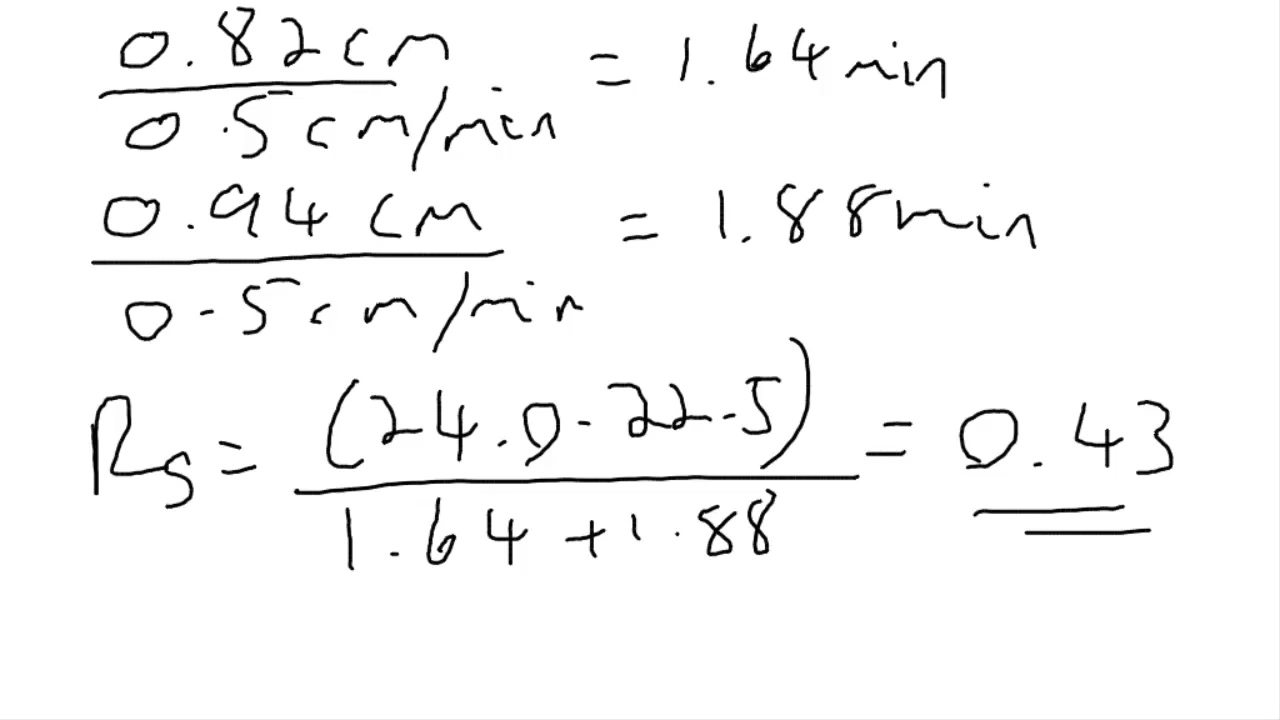 0.82cm
0.5cm/min = 1.64min
0.94cm
0.5cm/min = 1.88min
Rs = (24.0-22.5)
1.64+1.88 = 0.43